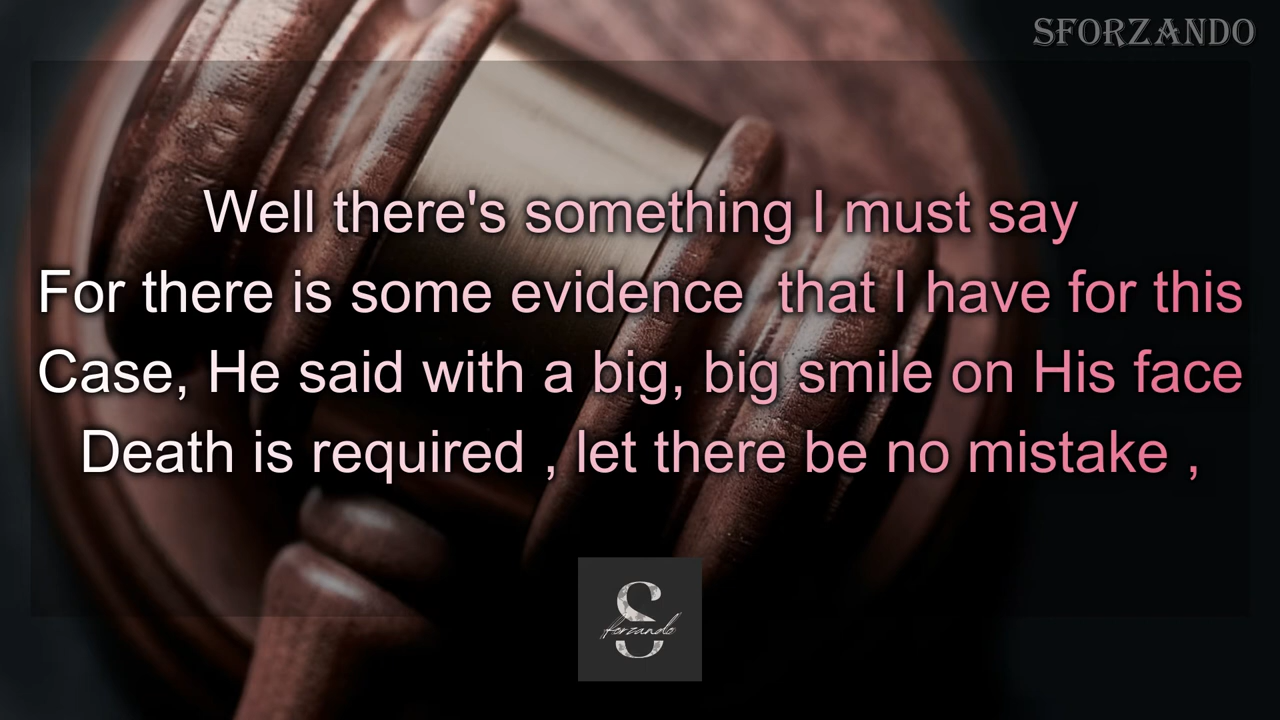 SFORZANDO
Well there's something I must say
For there is some evidence  that I have for this
Case, He said with a big, big smile on His face
Death is required , let there be no mistake ,
S
sforzando